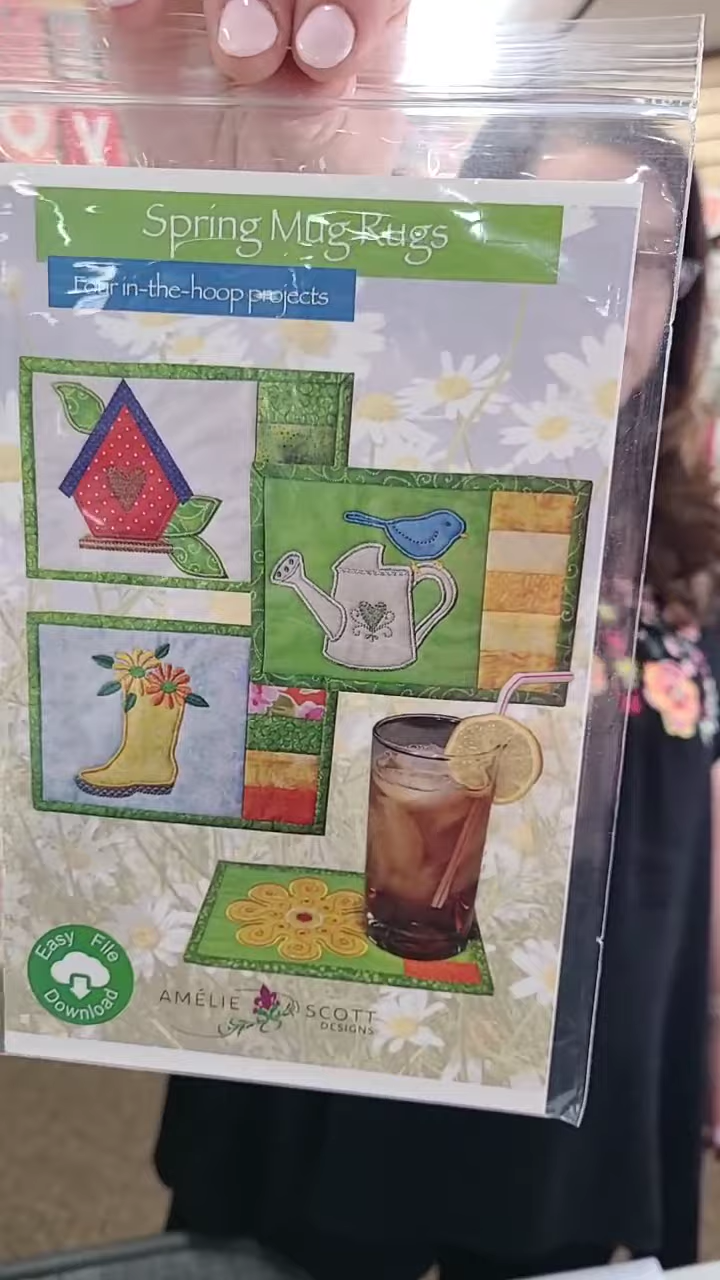 Spring Mug Rugs
Four in-the-hoop projects
Easy File
Download
AMÉLIE SCOTT
DESIGNS